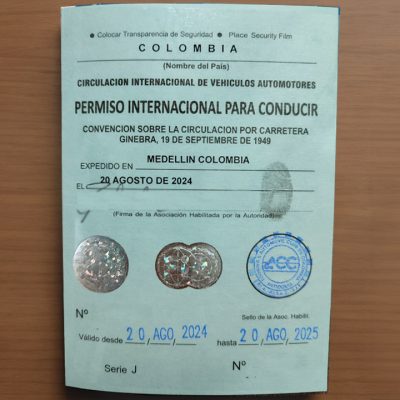 • Colocar Transparencia de Seguridad • Place Security Film
COLOMBIA
(Nombre del País)
CIRCULACION INTERNACIONAL DE VEHICULOS AUTOMOTORES
PERMISO INTERNACIONAL PARA CONDUCIR
CONVENCION SOBRE LA CIRCULACION POR CARRETERA
GINEBRA, 19 DE SEPTIEMBRE DE 1949
EXPEDIDO EN MEDELLIN COLOMBIA
EL 20 AGOSTO DE 2024
(Firma de la Asociación Habilitada por la Autoridad)
Nº
Sello de la Asoc. Habilit.
Válido desde 20 AGO, 2024 hasta 20 AGO, 2025
Serie J Nº